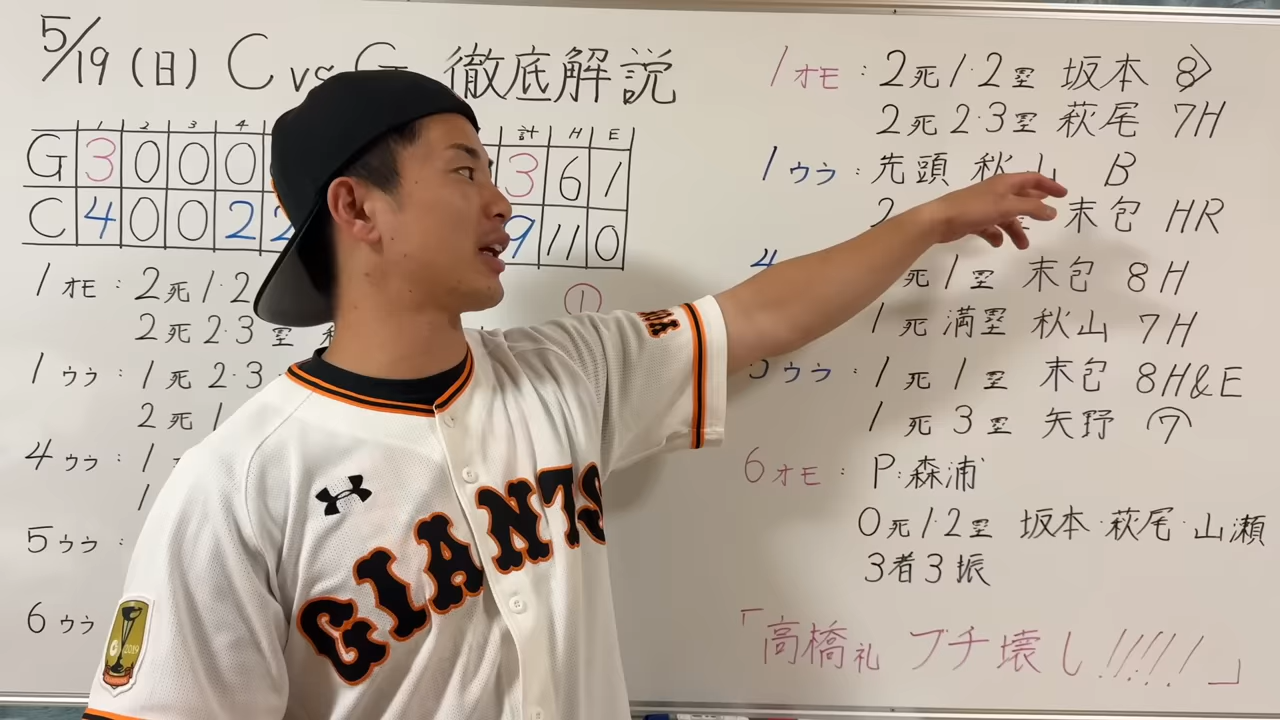 5/19(日) C vs G 徹底解説
1 2 3 4 計 H E
G 3 0 0 0 3 6 1
C 4 0 0 2 2 9 11 0
1オモ:2死1・2
2死2・3塁
①
1ウラ:1死2・3
2死1
4ウラ:1
1
5ウラ:
6ウラ
1オモ:2死1・2塁 坂本 8
2死2・3塁 萩尾 7H
1ウラ:先頭 秋山 B
2 末包 HR
4 死1塁 末包 8H
1死満塁 秋山 7H
5ウラ:1死1塁 末包 8H&E
1死3塁 矢野 ⑦
6オモ:P:森浦
0死1・2塁 坂本・萩尾・山瀬
3者3振
「高橋礼 ブチ壊し!!!!!」
GIANTS
2019